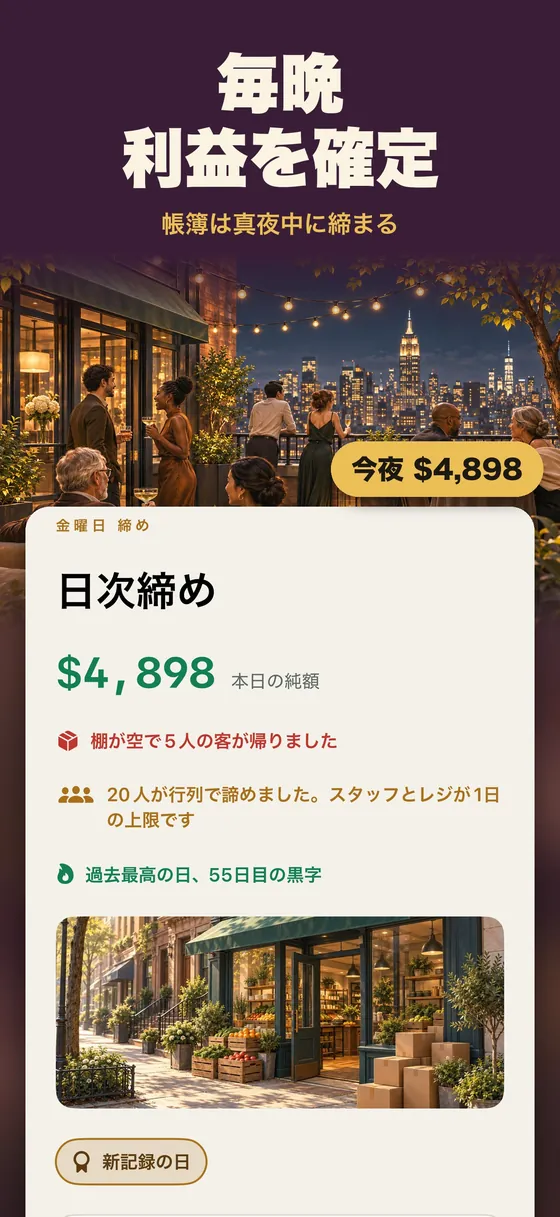 毎晩
利益を確定
帳簿は真夜中に締まる
今夜 $4,898
金曜日 締め
日次締め
$4,898 本日の純額
棚が空で5人の客が帰りました
20人が行列で諦めました。スタッフとレジが1日
の上限です
過去最高の日、55日目の黒字
新記録の日